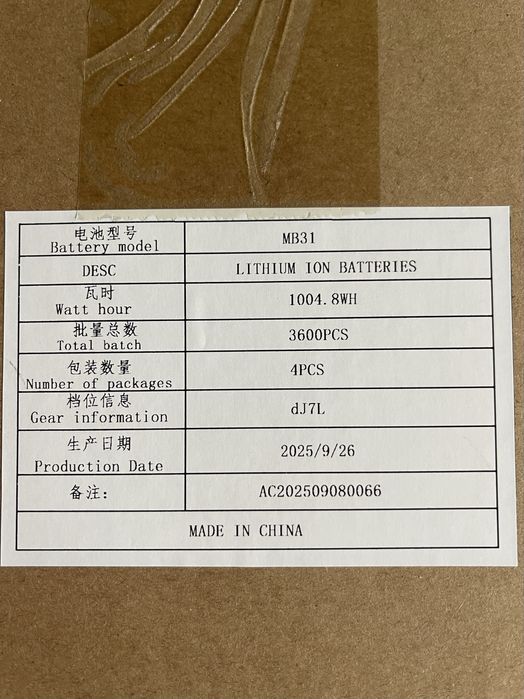 电池型号
Battery model
MB31
DESC
LITHIUM ION BATTERIES
瓦时
Watt hour
1004.8WH
批量总数
Total batch
3600PCS
包装数量
Number of packages
4PCS
档位信息
Gear information
dJ7L
生产日期
Production Date
2025/9/26
备注:
AC202509080066
MADE IN CHINA